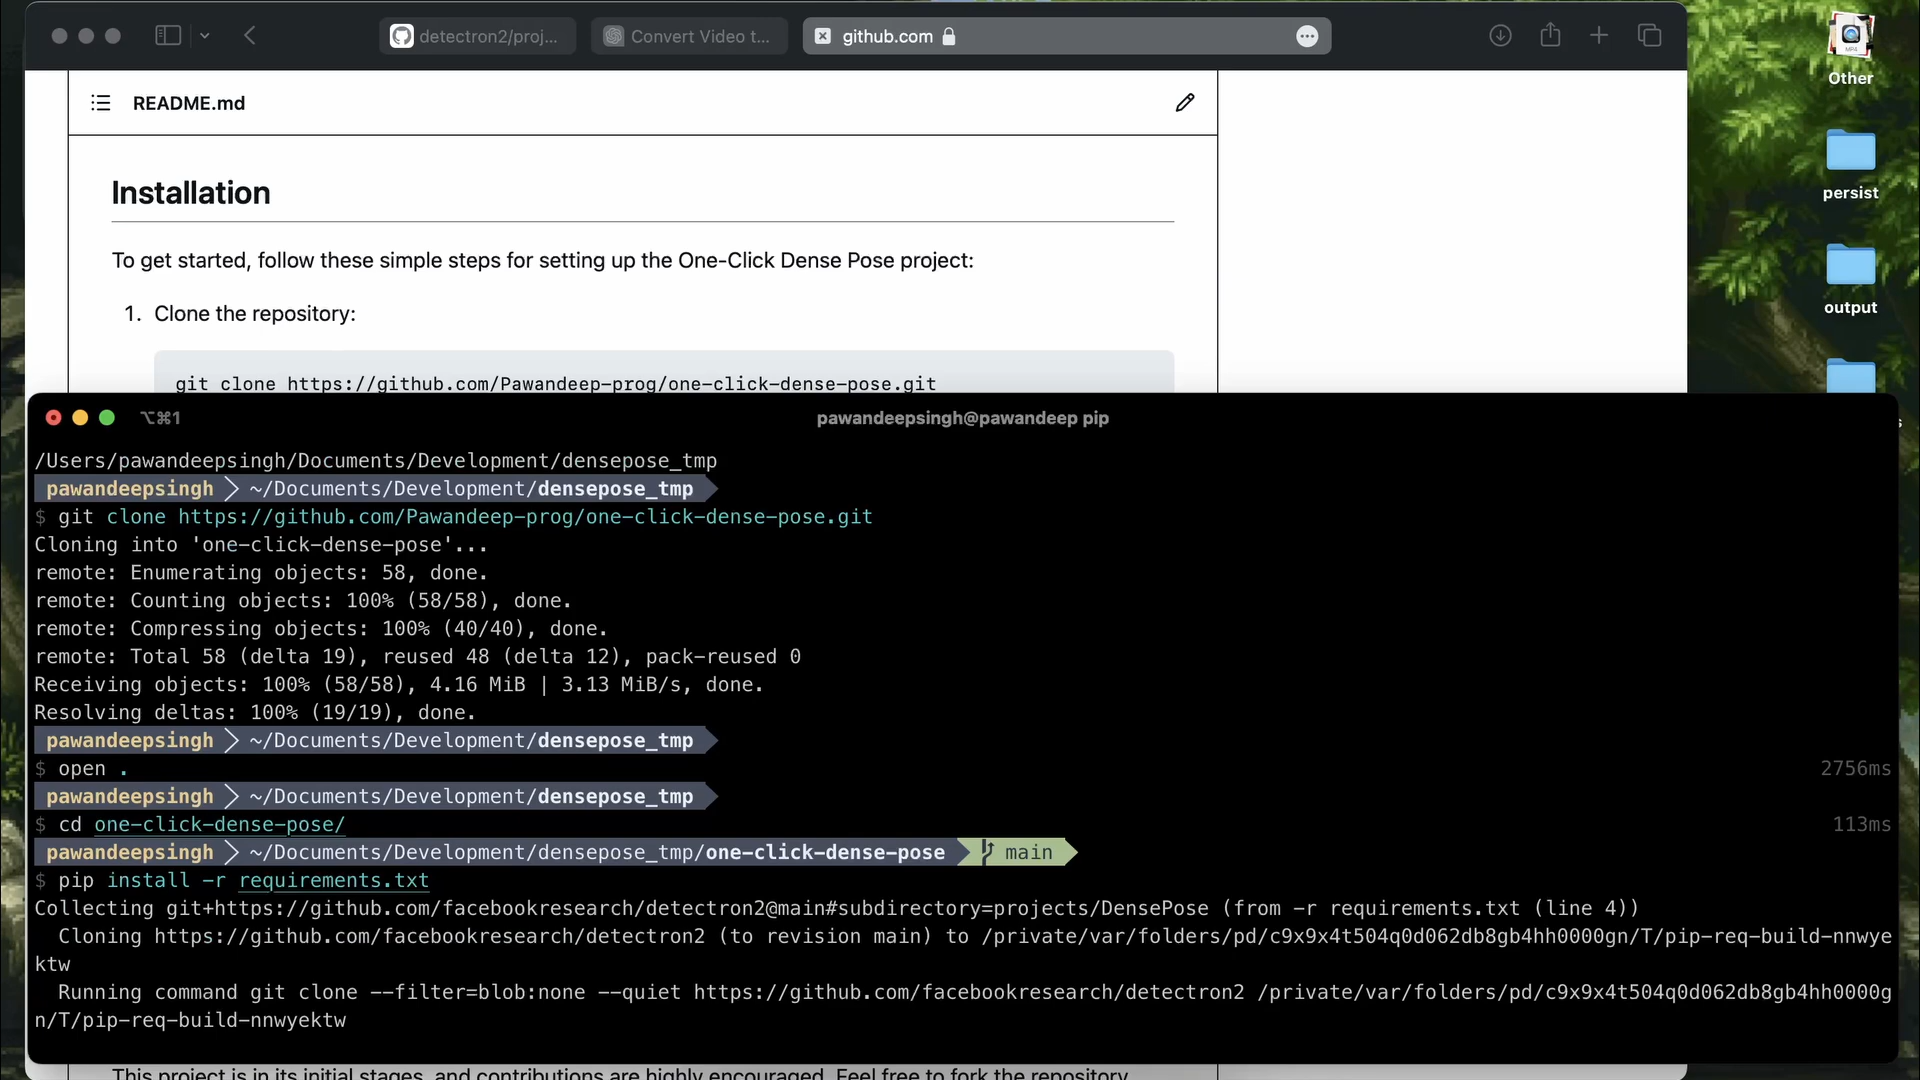 detectron2/proj...
Convert Video t...
github.com
Other
README.md
persist
Installation
To get started, follow these simple steps for setting up the One-Click Dense Pose project:
output
1. Clone the repository:
git clone https://github.com/Pawandeep-prog/one-click-dense-pose.git
⌥⌘1
pawandeepsingh@pawandeep pip
s
/Users/pawandeepsingh/Documents/Development/densepose_tmp
pawandeepsingh ~/Documents/Development/densepose_tmp
$ git clone https://github.com/Pawandeep-prog/one-click-dense-pose.git
Cloning into 'one-click-dense-pose'...
remote: Enumerating objects: 58, done.
remote: Counting objects: 100% (58/58), done.
remote: Compressing objects: 100% (40/40), done.
remote: Total 58 (delta 19), reused 48 (delta 12), pack-reused 0
Receiving objects: 100% (58/58), 4.16 MiB | 3.13 MiB/s, done.
Resolving deltas: 100% (19/19), done.
pawandeepsingh ~/Documents/Development/densepose_tmp
$ open . 2756ms
pawandeepsingh ~/Documents/Development/densepose_tmp
$ cd one-click-dense-pose/ 113ms
pawandeepsingh ~/Documents/Development/densepose_tmp/one-click-dense-pose main
$ pip install -r requirements.txt
Collecting git+https://github.com/facebookresearch/detectron2@main#subdirectory=projects/DensePose (from -r requirements.txt (line 4))
Cloning https://github.com/facebookresearch/detectron2 (to revision main) to /private/var/folders/pd/c9x9x4t504q0d062db8gb4hh0000gn/T/pip-req-build-nnwye
ktw
Running command git clone --filter=blob:none --quiet https://github.com/facebookresearch/detectron2 /private/var/folders/pd/c9x9x4t504q0d062db8gb4hh0000g
n/T/pip-req-build-nnwyektw
This project is in its initial stages, and contributions are highly encouraged. Feel free to fork the repository,